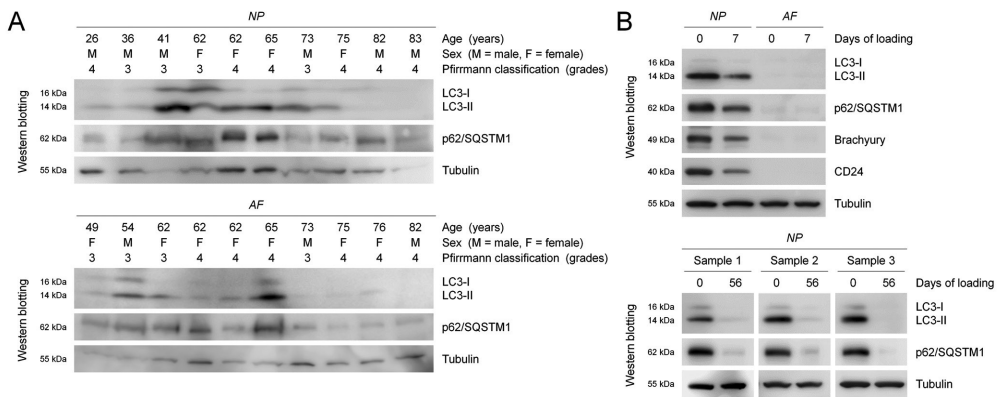 A
NP
26 36 41 62 62 65 73 75 82 83 Age (years)
M M M F F F M F M M Sex (M = male, F = female)
4 3 3 3 4 4 3 4 4 4 Pfirrmann classification (grades)
Western blotting
16 kDa LC3-I
14 kDa LC3-II
62 kDa p62/SQSTM1
55 kDa Tubulin
AF
49 54 62 62 62 65 73 75 76 82 Age (years)
F M M F F F M F F M Sex (M = male, F = female)
3 3 3 4 4 4 3 4 4 4 Pfirrmann classification (grades)
Western blotting
16 kDa LC3-I
14 kDa LC3-II
62 kDa p62/SQSTM1
55 kDa Tubulin
B
NP AF
0 7 0 7 Days of loading
Western blotting
16 kDa LC3-I
14 kDa LC3-II
62 kDa p62/SQSTM1
49 kDa Brachyury
40 kDa CD24
55 kDa Tubulin
NP
Sample 1 Sample 2 Sample 3
0 56 0 56 0 56 Days of loading
Western blotting
16 kDa LC3-I
14 kDa LC3-II
62 kDa p62/SQSTM1
55 kDa Tubulin